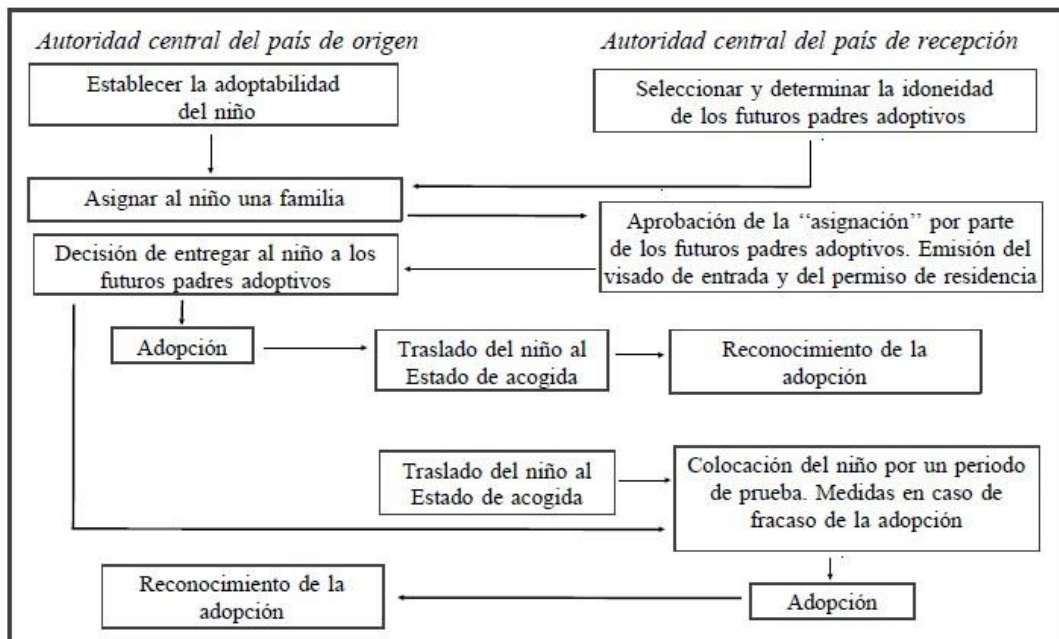 Autoridad central del país de origen
Autoridad central del país de recepción
Establecer la adoptabilidad
del niño
Seleccionar y determinar la idoneidad
de los futuros padres adoptivos
Asignar al niño una familia
Aprobación de la “asignación” por parte
de los futuros padres adoptivos. Emisión del
visado de entrada y del permiso de residencia
Decisión de entregar al niño a los
futuros padres adoptivos
Adopción
Traslado del niño al
Estado de acogida
Reconocimiento de la
adopción
Traslado del niño al
Estado de acogida
Colocación del niño por un periodo
de prueba. Medidas en caso de
fracaso de la adopción
Reconocimiento de la
adopción
Adopción